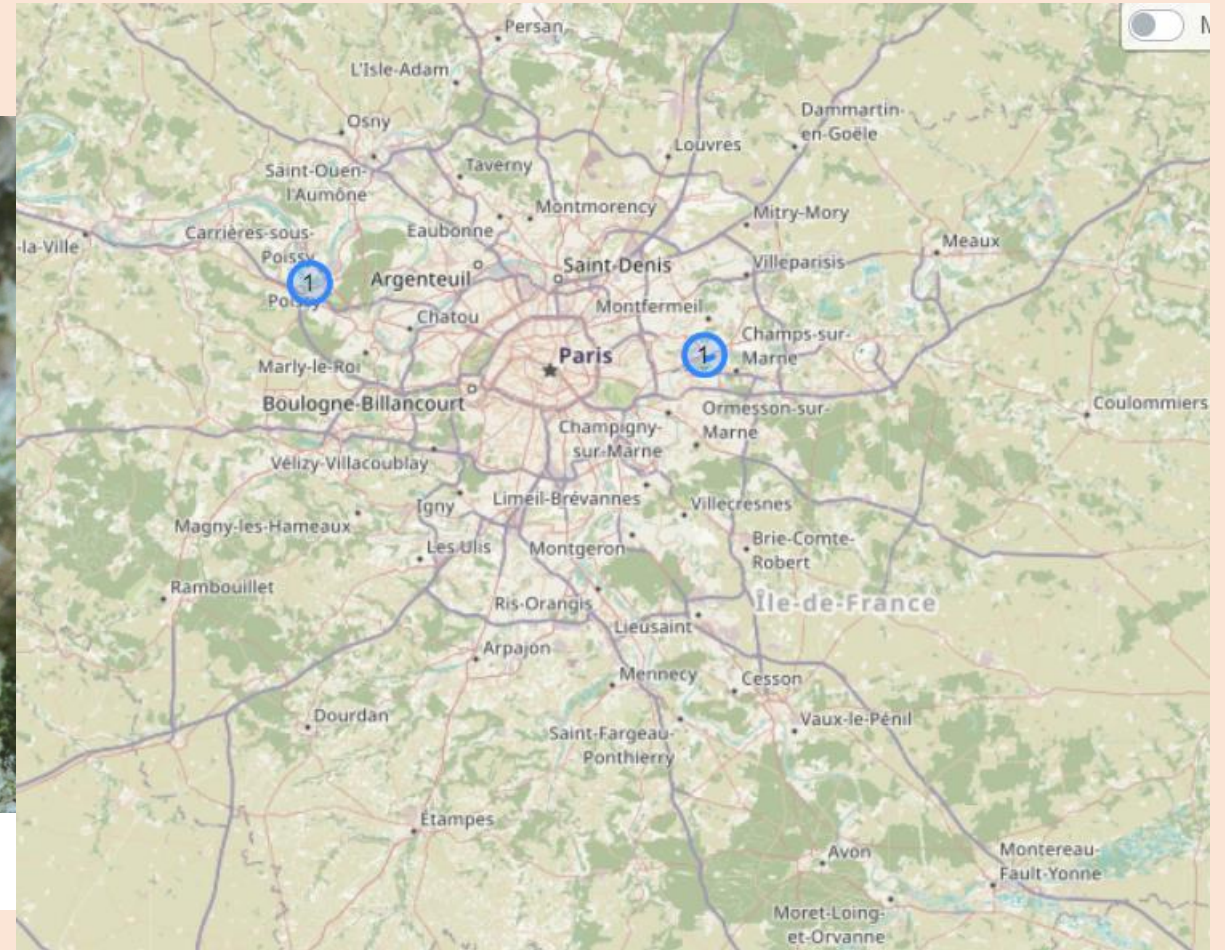 Persan
L'Isle-Adam
Dammartin-
en-Goële
Osny
Louvres
Saint-Ouen-
l'Aumône
Taverny
Montmorency
Mitry-Mory
-la-Ville
Carrières-sous-
Poissy
Eaubonne
Meaux
Argenteuil
Saint-Denis
Villeparisis
1
Poissy
Montfermeil
Chatou
Champs-sur-
Marne
1
Paris
Marly-le-Roi
Boulogne-Billancourt
Coulommiers
Ormesson-sur-
Marne
Champigny-
sur-Marne
Vélizy-Villacoublay
Igny
Limeil-Brévannes
Villecresnes
Magny-les-Hameaux
Les Ulis
Montgeron
Brie-Comte-
Robert
Rambouillet
Ris-Orangis
Île-de-France
Lieusaint
Arpajon
Mennecy
Cesson
Dourdan
Vaux-le-Pénil
Saint-Fargeau-
Ponthierry
Étampes
Avon
Montereau-
Fault-Yonne
Moret-Loing-
et-Orvanne